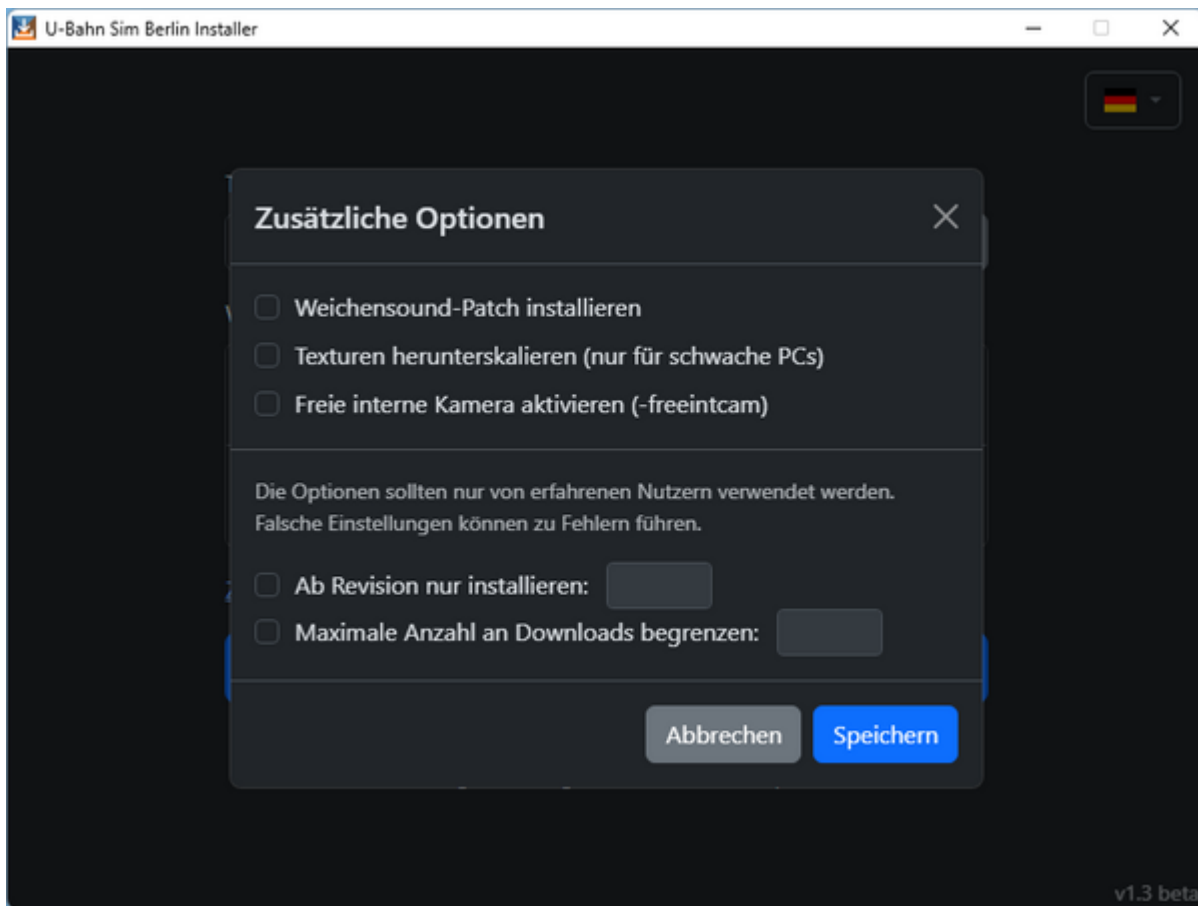 U-Bahn Sim Berlin Installer
Zusätzliche Optionen
Weichensound-Patch installieren
Texturen herunterskalieren (nur für schwache PCs)
Freie interne Kamera aktivieren (-freeintcam)
Die Optionen sollten nur von erfahrenen Nutzern verwendet werden.
Falsche Einstellungen können zu Fehlern führen.
Ab Revision nur installieren:
Maximale Anzahl an Downloads begrenzen:
Abbrechen
Speichern
v1.3 beta